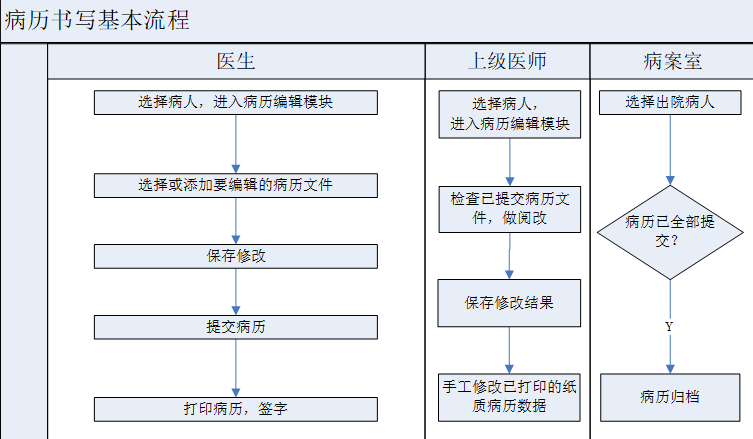 病历书写基本流程
医生
上级医师
病案室
选择病人，进入病历编辑模块
选择或添加要编辑的病历文件
保存修改
提交病历
打印病历，签字
选择病人，
进入病历编辑模块
检查已提交病历文
件，做阅改
保存修改结果
手工修改已打印的纸
质病历数据
选择出院病人
病历已全部提
交？
Y
病历归档